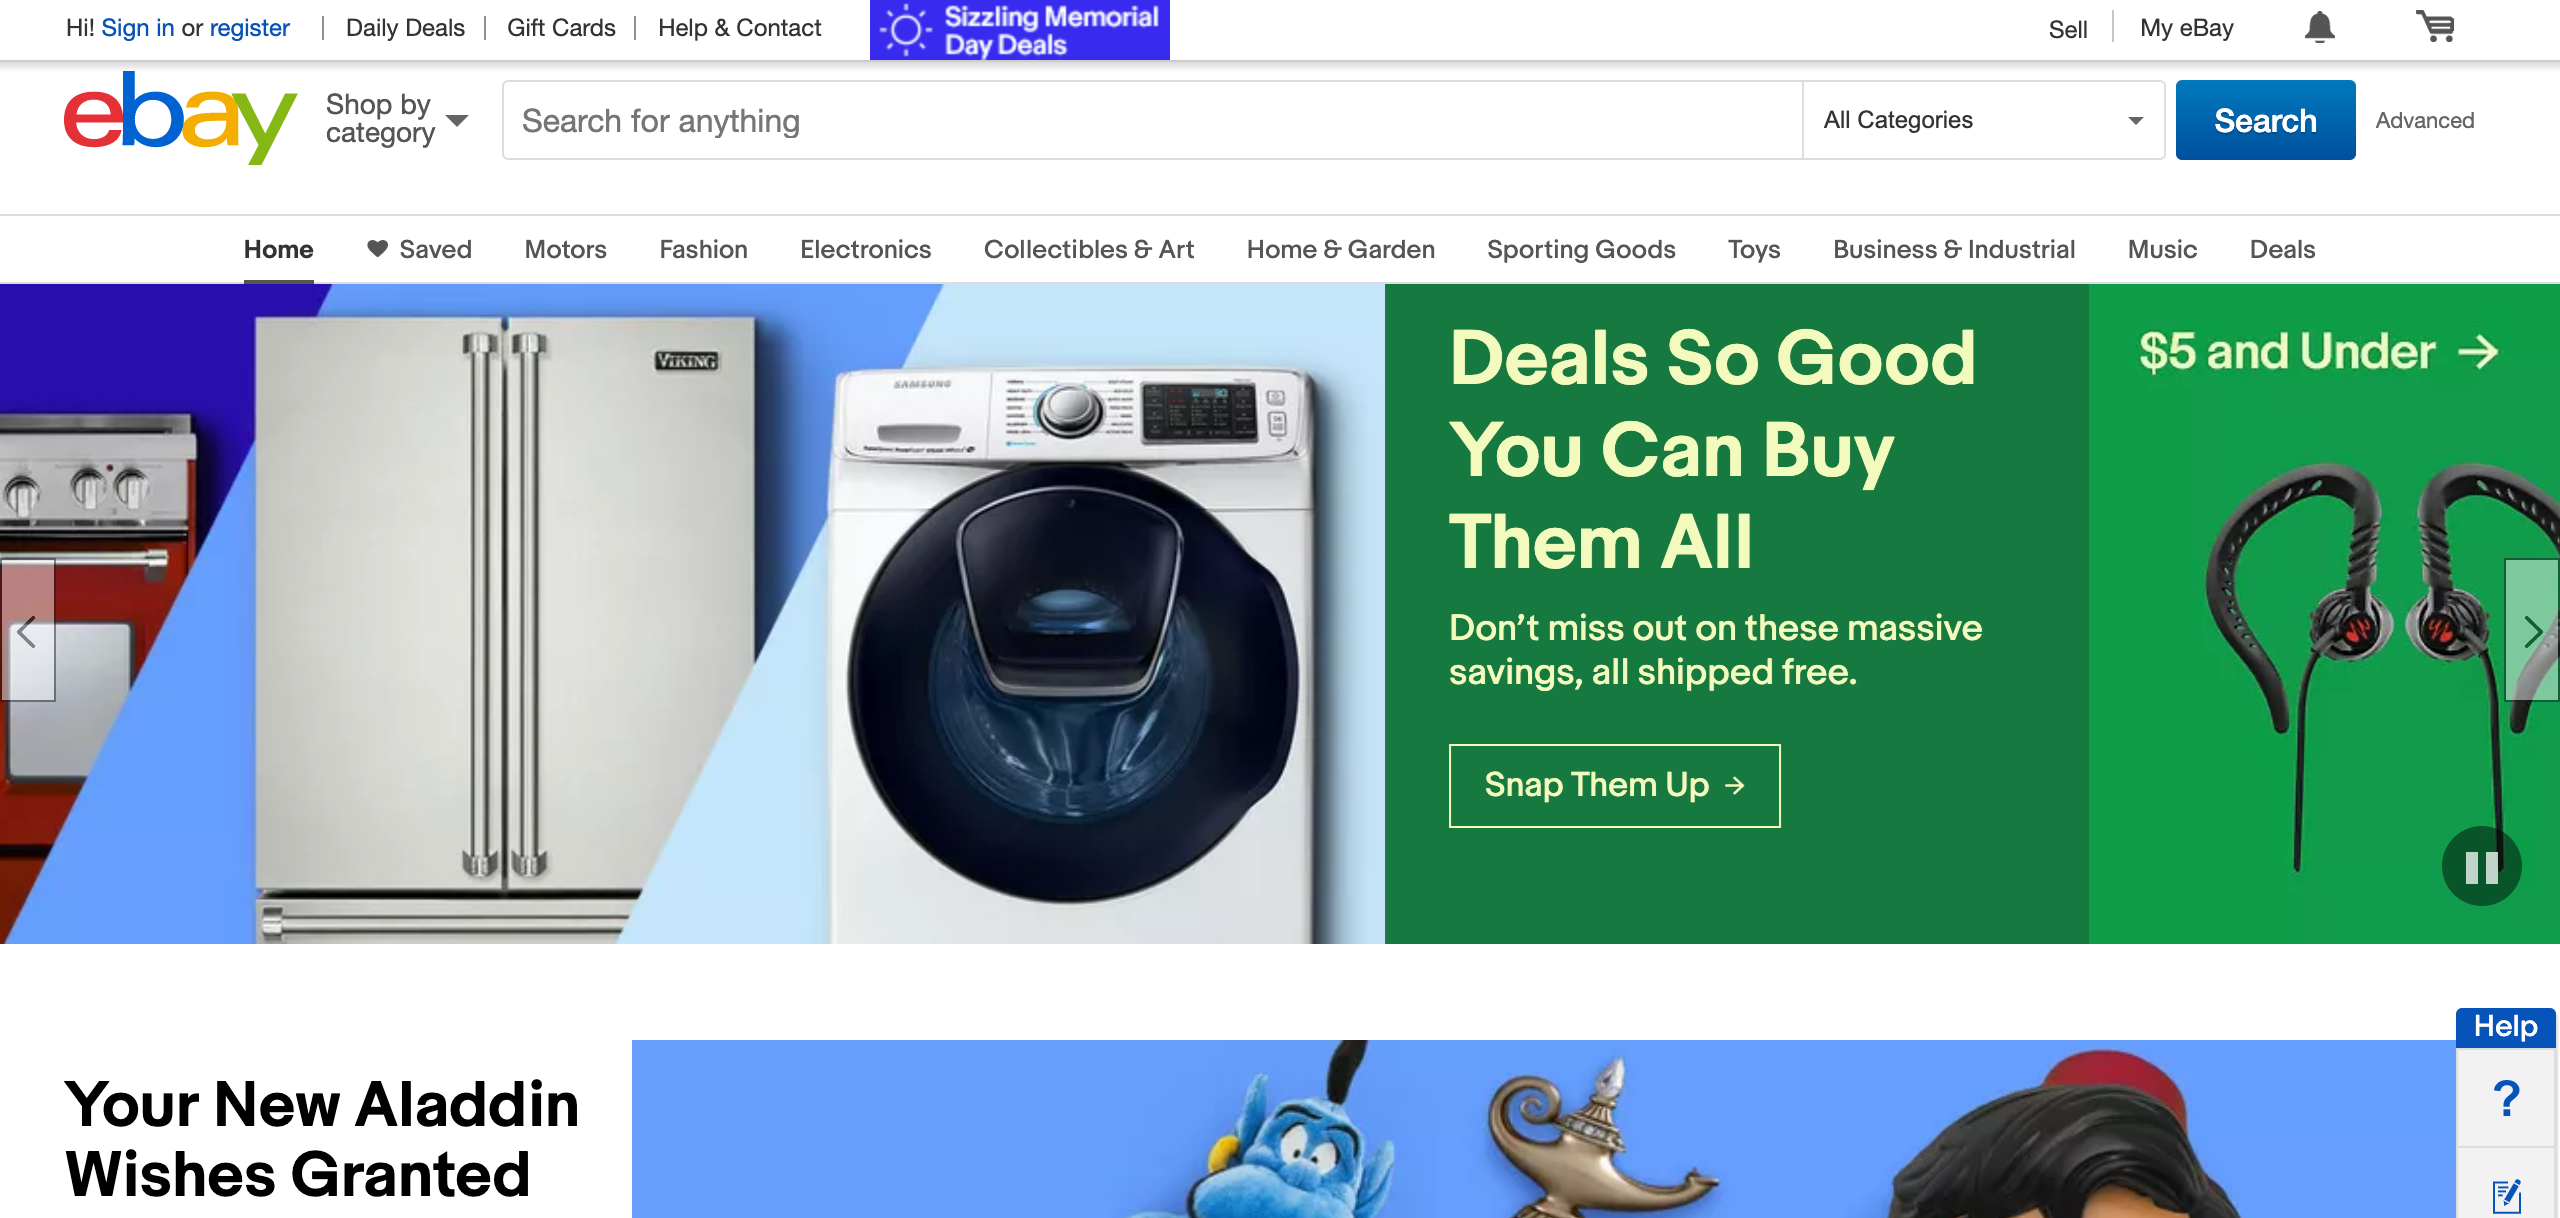 Hi! Sign in or register
Daily Deals
Gift Cards
Help & Contact
Sizzling Memorial
Day Deals
Sell
My eBay
ebay
Shop by
category
Search for anything
All Categories
Search
Advanced
Home
Saved
Motors
Fashion
Electronics
Collectibles & Art
Home & Garden
Sporting Goods
Toys
Business & Industrial
Music
Deals
VIKING
SAMSUNG
Deals So Good
You Can Buy
Them All
Don’t miss out on these massive
savings, all shipped free.
Snap Them Up →
$5 and Under →
Help
?
Your New Aladdin
Wishes Granted